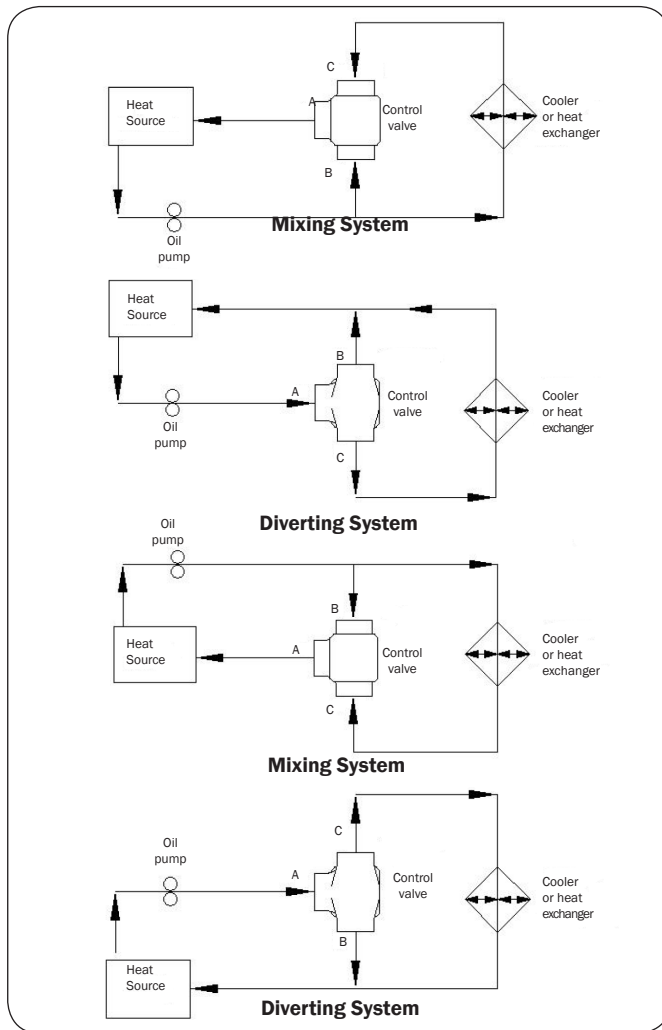 C
Heat
Source
A
Control
valve
Cooler
or heat
exchanger
B
Mixing System
Oil
pump
Heat
Source
B
A
Control
valve
Cooler
or heat
exchanger
Oil
pump
C
Diverting System
Oil
pump
B
Heat
Source
A
Control
valve
Cooler
or heat
exchanger
C
Mixing System
C
Oil
pump
A
Control
valve
Cooler
or heat
exchanger
B
Heat
Source
Diverting System